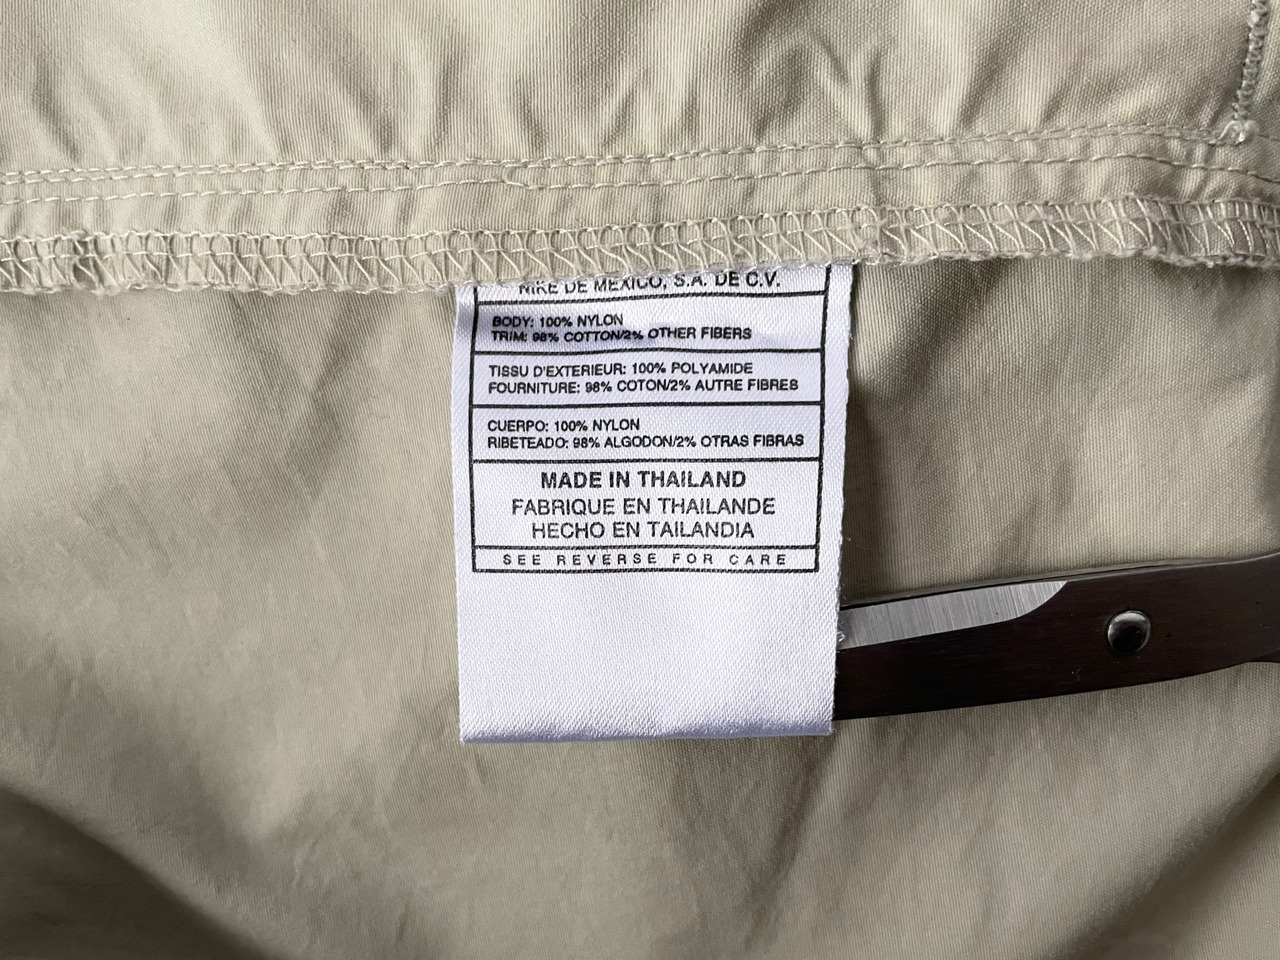 NIKE DE MEXICO, S.A. DE C.V.
BODY: 100% NYLON
TRIM: 98% COTTON/2% OTHER FIBERS
TISSU D'EXTERIEUR: 100% POLYAMIDE
FOURNITURE: 98% COTON/2% AUTRE FIBRES
CUERPO: 100% NYLON
RIBETEADO: 98% ALGODON/2% OTRAS FIBRAS
MADE IN THAILAND
FABRIQUE EN THAILANDE
HECHO EN TAILANDIA
SEE REVERSE FOR CARE